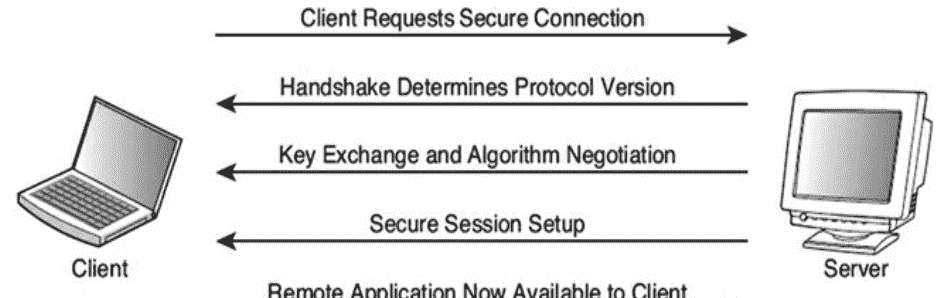 Client Requests Secure Connection
Handshake Determines Protocol Version
Key Exchange and Algorithm Negotiation
Secure Session Setup
Client
Server
Remote Application Now Available to Client